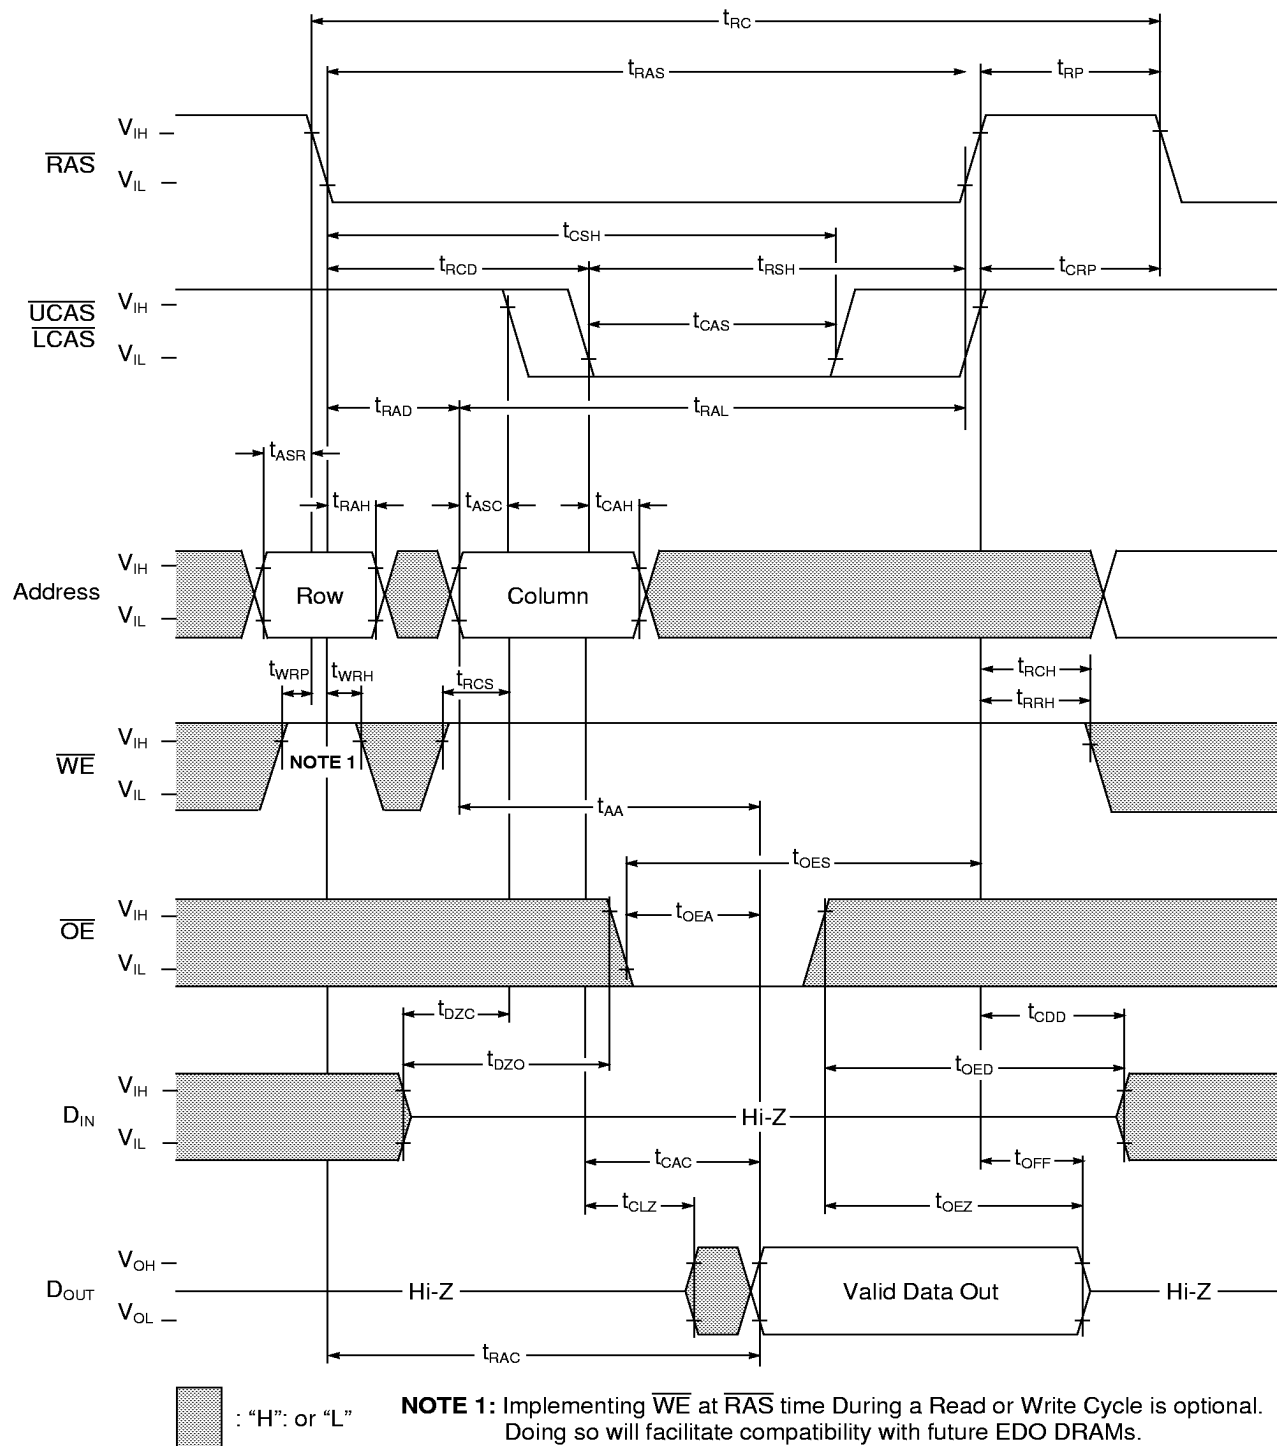 tRC
tRAS
tRP
VIH
RAS
VIL
tCSH
tRCD
tRSH
tCRP
VIH
UCAS
LCAS
tCAS
VIL
tRAD
tRAL
tASR
tRAH
tASC
tCAH
VIH
Address
Row
Column
VIL
tWRP
tWRH
tRCS
tRCH
tRRH
VIH
WE
NOTE 1
VIL
tAA
tOES
VIH
OE
tOEA
VIL
tDZC
tCDD
tDZO
tOED
VIH
DIN
Hi-Z
VIL
tCAC
tOFF
tCLZ
tOEZ
VOH
DOUT
Hi-Z
Valid Data Out
Hi-Z
VOL
tRAC
: “H”: or “L”
NOTE 1: Implementing WE at RAS time During a Read or Write Cycle is optional.
Doing so will facilitate compatibility with future EDO DRAMs.